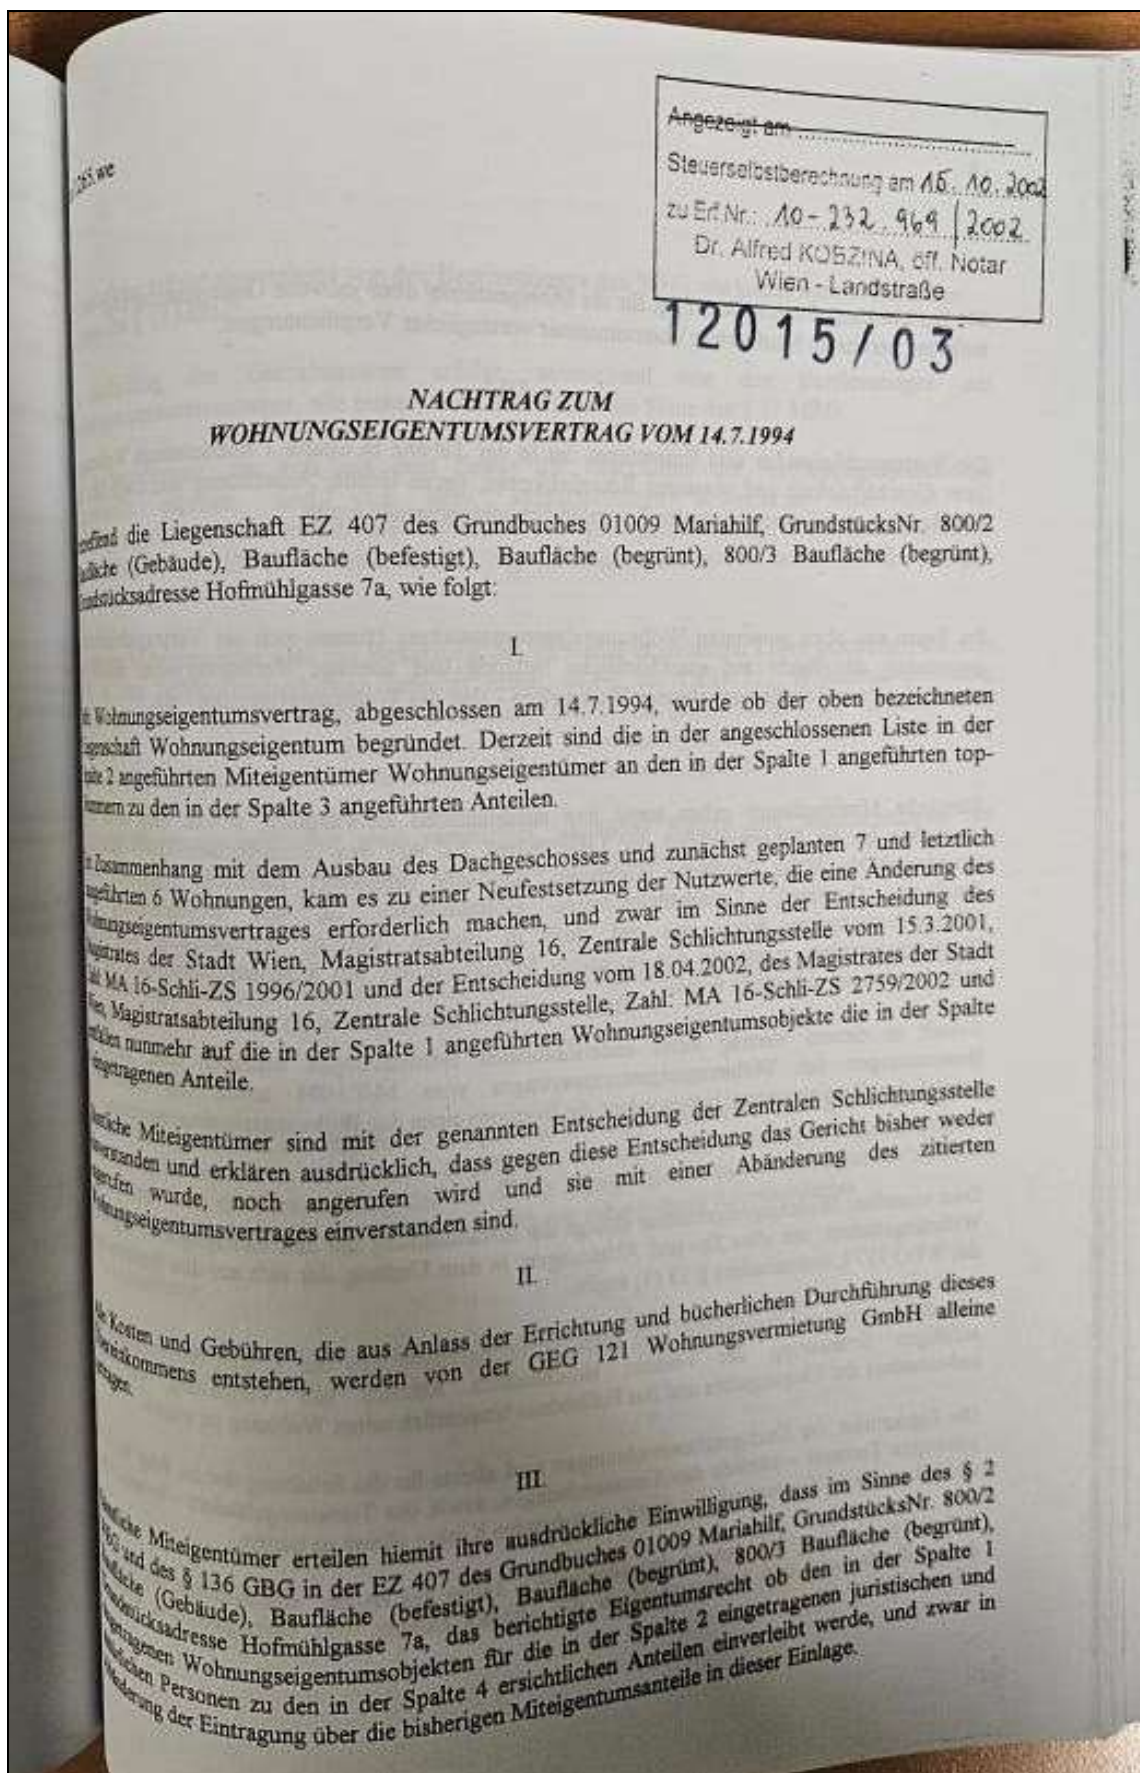 265.we
Angezeigt am
Steuerselbstberechnung am 15.10.2002
zu Erf.Nr.: 10-232.969/2002
Dr. Alfred KOSZINA, öff. Notar
Wien - Landstraße
12015/03
NACHTRAG ZUM
WOHNUNGSEIGENTUMSVERTRAG VOM 14.7.1994
die Liegenschaft EZ 407 des Grundbuches 01009 Mariahilf, GrundstücksNr. 800/2
(Gebäude), Baufläche (befestigt), Baufläche (begrünt), 800/3 Baufläche (begrünt),
Hofmühlgasse 7a, wie folgt:
I.
Wohnungseigentumsvertrag, abgeschlossen am 14.7.1994, wurde ob der oben bezeichneten
Wohnungseigentum begründet. Derzeit sind die in der angeschlossenen Liste in der
2 angeführten Miteigentümer Wohnungseigentümer an den in der Spalte 1 angeführten top-
zu den in der Spalte 3 angeführten Anteilen.
Zusammenhang mit dem Ausbau des Dachgeschosses und zunächst geplanten 7 und letztlich
6 Wohnungen, kam es zu einer Neufestsetzung der Nutzwerte, die eine Änderung des
erforderlich machen, und zwar im Sinne der Entscheidung des
der Stadt Wien, Magistratsabteilung 16, Zentrale Schlichtungsstelle vom 15.3.2001,
MA 16-Schli-ZS 1996/2001 und der Entscheidung vom 18.04.2002, des Magistrates der Stadt
Magistratsabteilung 16, Zentrale Schlichtungsstelle, Zahl: MA 16-Schli-ZS 2759/2002 und
nunmehr auf die in der Spalte 1 angeführten Wohnungseigentumsobjekte die in der Spalte
Anteile.
Miteigentümer sind mit der genannten Entscheidung der Zentralen Schlichtungsstelle
und erklären ausdrücklich, dass gegen diese Entscheidung das Gericht bisher weder
wurde, noch angerufen wird und sie mit einer Abänderung des zitierten
einverstanden sind.
II.
Kosten und Gebühren, die aus Anlass der Errichtung und bücherlichen Durchführung dieses
entstehen, werden von der GEG 121 Wohnungsvermietung GmbH alleine
III.
Miteigentümer erteilen hiemit ihre ausdrückliche Einwilligung, dass im Sinne des § 2
und des § 136 GBG in der EZ 407 des Grundbuches 01009 Mariahilf, GrundstücksNr. 800/2
(Gebäude), Baufläche (befestigt), Baufläche (begrünt), 800/3 Baufläche (begrünt),
Hofmühlgasse 7a, das berichtigte Eigentumsrecht ob den in der Spalte 1
Wohnungseigentumsobjekten für die in der Spalte 2 eingetragenen juristischen und
Personen zu den in der Spalte 4 ersichtlichen Anteilen einverleibt werde, und zwar in
der Eintragung über die bisherigen Miteigentumsanteile in dieser Einlage.